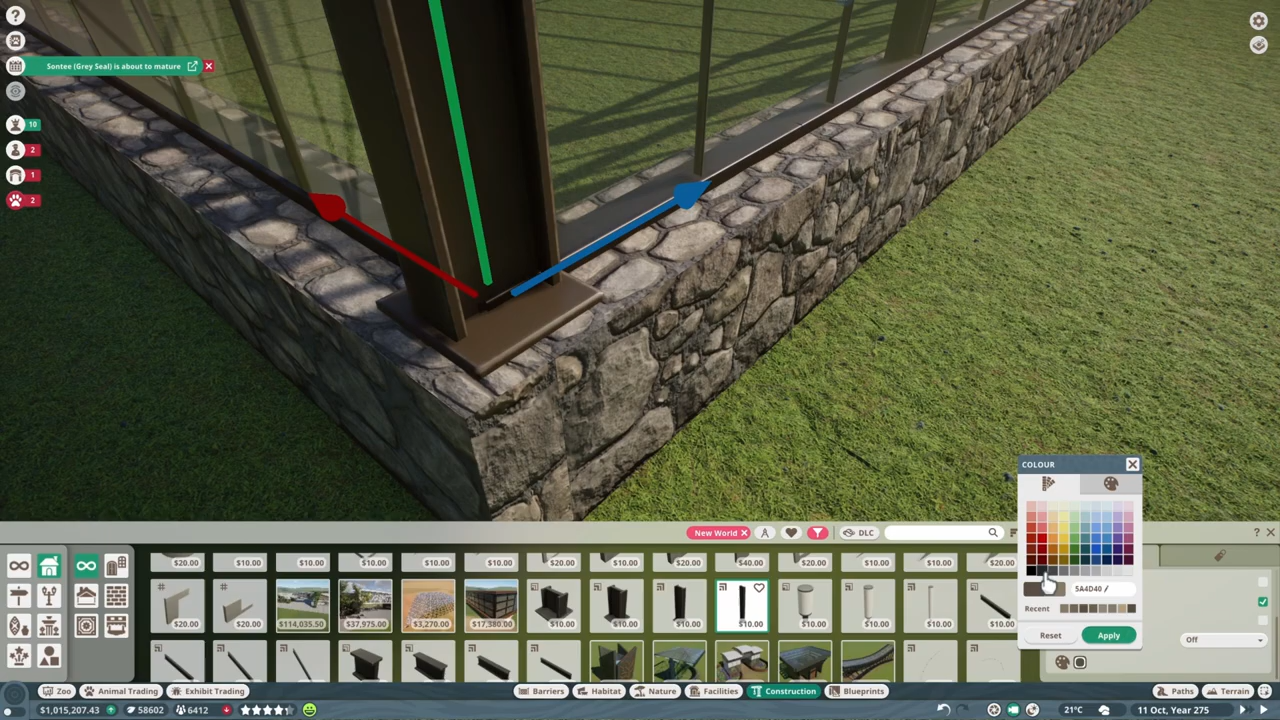 Sontee (Grey Seal) is about to mature
10
2
1
2
COLOUR
5A4D40 /
Recent
Reset
Apply
New World
DLC
Off
$20.00
$10.00
$10.00
$10.00
$20.00
$10.00
$20.00
$10.00
$10.00
$40.00
$20.00
$10.00
$10.00
$20.00
$20.00
$20.00
$114,035.50
$37,975.00
$3,270.00
$17,380.00
$10.00
$10.00
$10.00
$10.00
$10.00
$10.00
$10.00
$10.00
Zoo
Animal Trading
Exhibit Trading
Barriers
Habitat
Nature
Facilities
Construction
Blueprints
Paths
Terrain
$1,015,207.43
58602
6412
21°C
11 Oct, Year 275